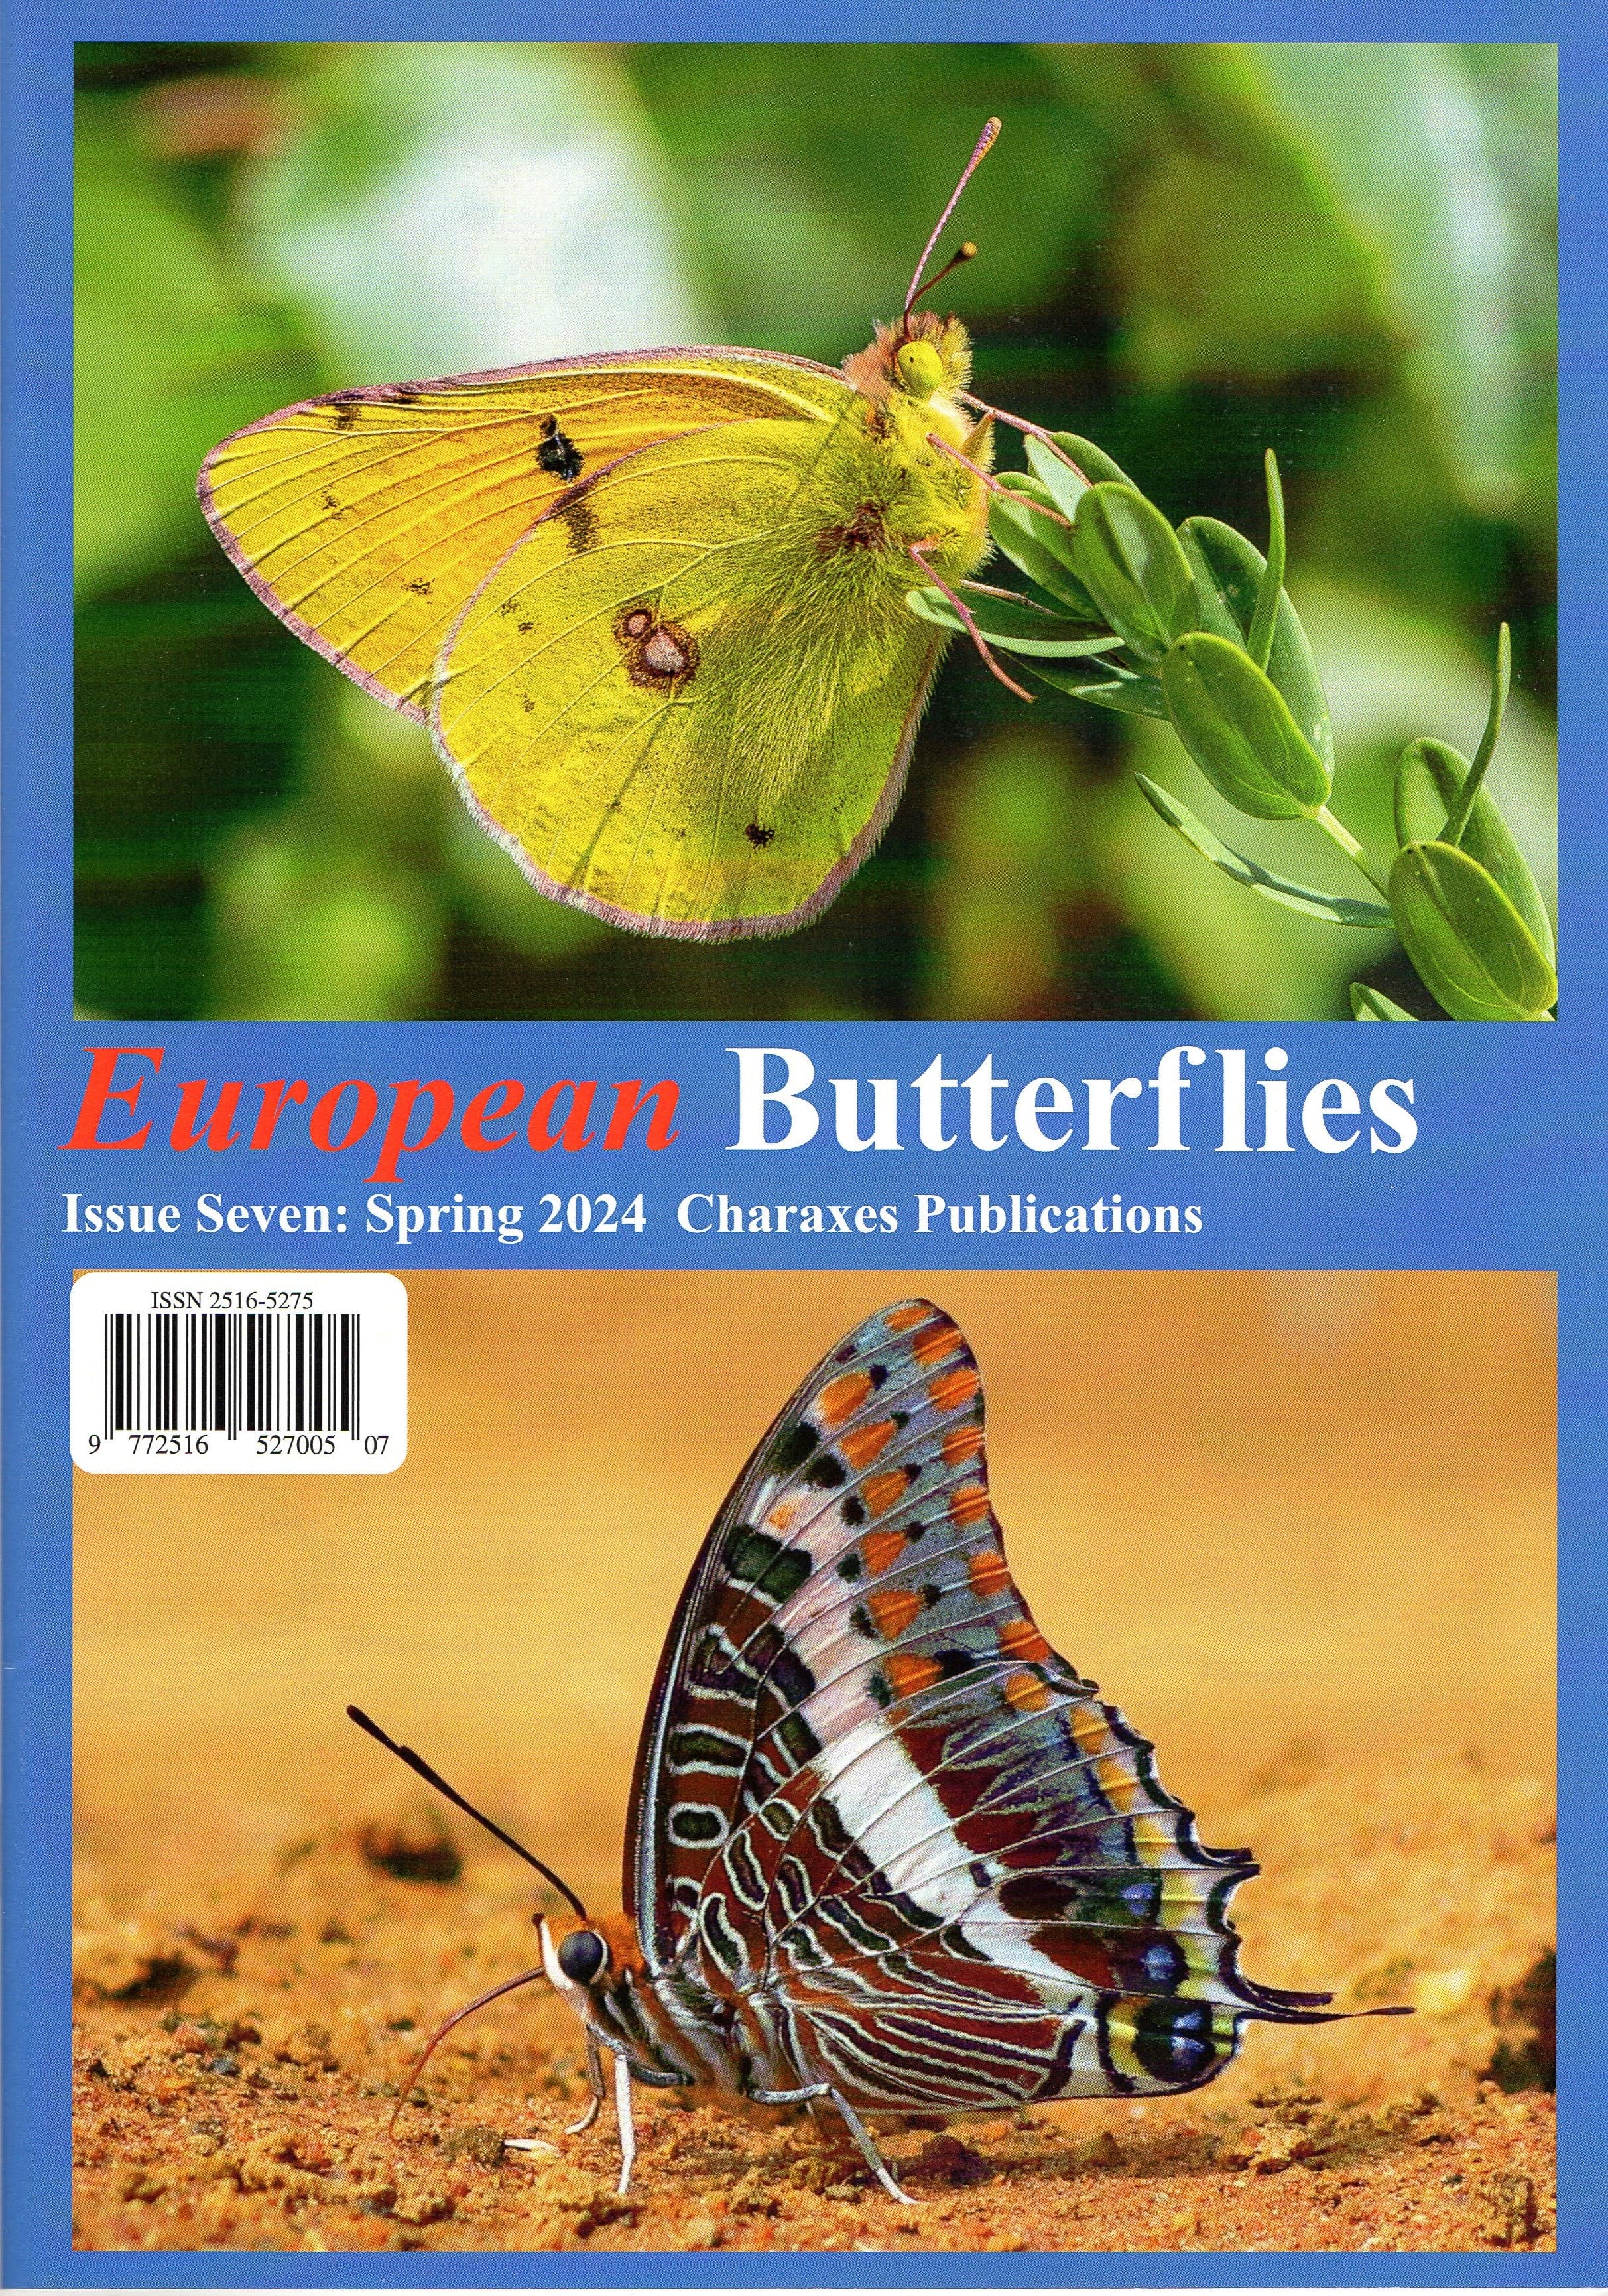 European Butterflies
Issue Seven: Spring 2024 Charaxes Publications
ISSN 2516-5275
9 772516 527005 07